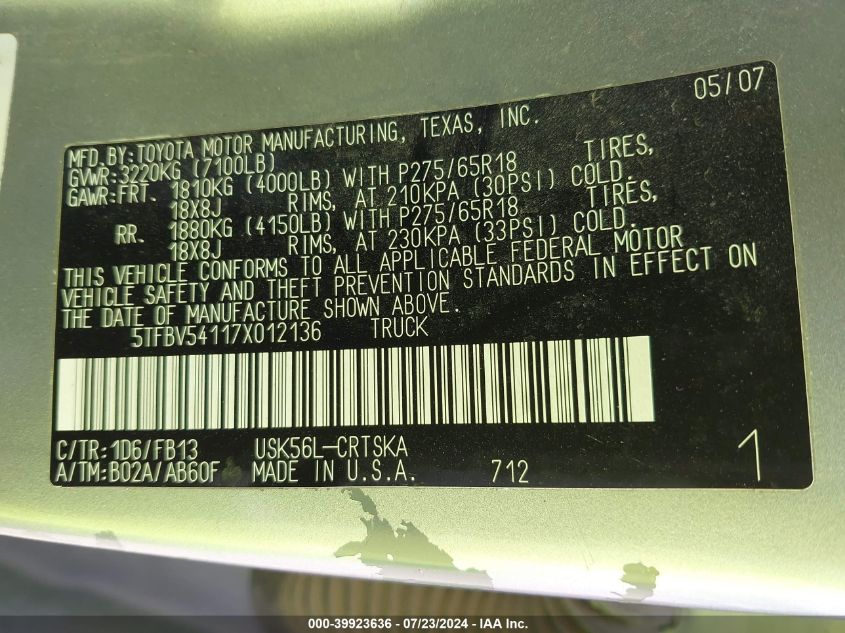 05/07
MFD. BY: TOYOTA MOTOR MANUFACTURING, TEXAS, INC.
GVWR: 3220KG (7100LB)
GAWR: FRT. 1810KG (4000LB) WITH P275/65R18 TIRES,
18X8J RIMS, AT 210KPA (30PSI) COLD.
RR. 1880KG (4150LB) WITH P275/65R18 TIRES,
18X8J RIMS, AT 230KPA (33PSI) COLD.
THIS VEHICLE CONFORMS TO ALL APPLICABLE FEDERAL MOTOR
VEHICLE SAFETY AND THEFT PREVENTION STANDARDS IN EFFECT ON
THE DATE OF MANUFACTURE SHOWN ABOVE.
5TFBV54117X012136 TRUCK
C/TR: 1D6/FB13 USK56L-CRTSKA
A/TM: B02A/AB60F MADE IN U.S.A. 712 1
000-39923636 / 07/23/2024 - IAA Inc.